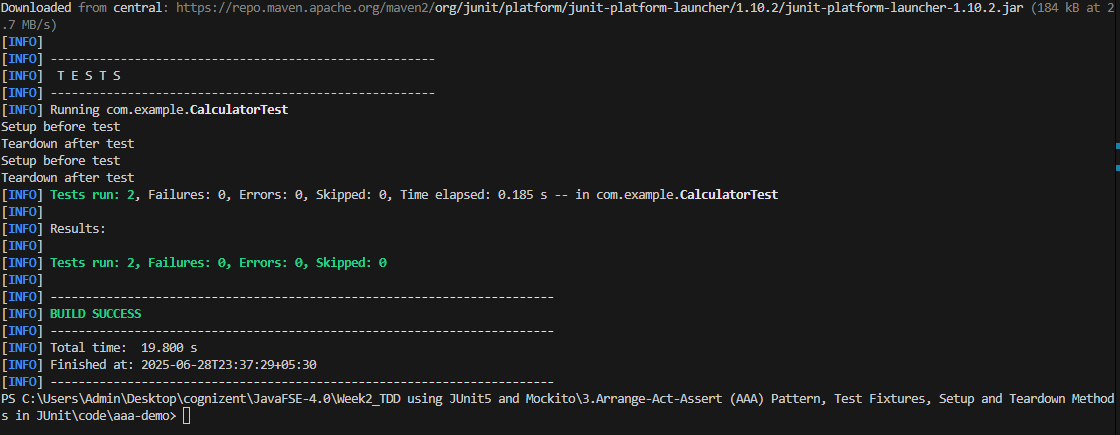 Downloaded from central: https://repo.maven.apache.org/maven2/org/junit/platform/junit-platform-launcher/1.10.2/junit-platform-launcher-1.10.2.jar (184 kB at 2
.7 MB/s)
[INFO]
[INFO] -------------------------------------------------------
[INFO]  T E S T S
[INFO] -------------------------------------------------------
[INFO] Running com.example.CalculatorTest
Setup before test
Teardown after test
Setup before test
Teardown after test
[INFO] Tests run: 2, Failures: 0, Errors: 0, Skipped: 0, Time elapsed: 0.185 s -- in com.example.CalculatorTest
[INFO]
[INFO] Results:
[INFO]
[INFO] Tests run: 2, Failures: 0, Errors: 0, Skipped: 0
[INFO]
[INFO] ------------------------------------------------------------------------
[INFO] BUILD SUCCESS
[INFO] ------------------------------------------------------------------------
[INFO] Total time:  19.800 s
[INFO] Finished at: 2025-06-28T23:37:29+05:30
[INFO] ------------------------------------------------------------------------
PS C:\Users\Admin\Desktop\cognizent\JavaFSE-4.0\Week2_TDD using JUnit5 and Mockito\3.Arrange-Act-Assert (AAA) Pattern, Test Fixtures, Setup and Teardown Method
s in JUnit\code\aaa-demo>